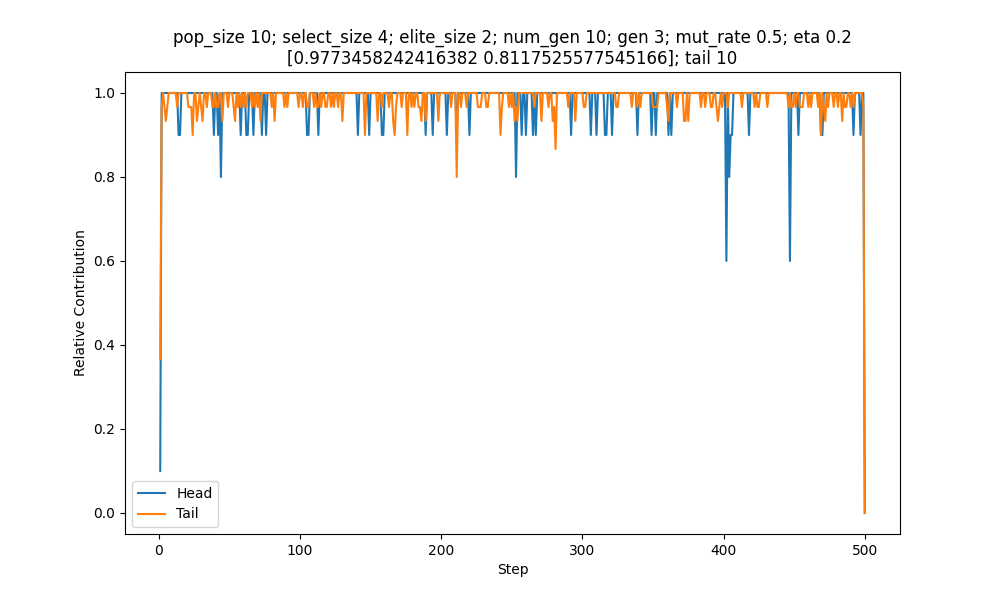 pop_size 10; select_size 4; elite_size 2; num_gen 10; gen 3; mut_rate 0.5; eta 0.2
[0.9773458242416382 0.8117525577545166]; tail 10
1.0
0.8
0.6
0.4
0.2
0.0
Relative Contribution
Head
Tail
0
100
200
300
400
500
Step